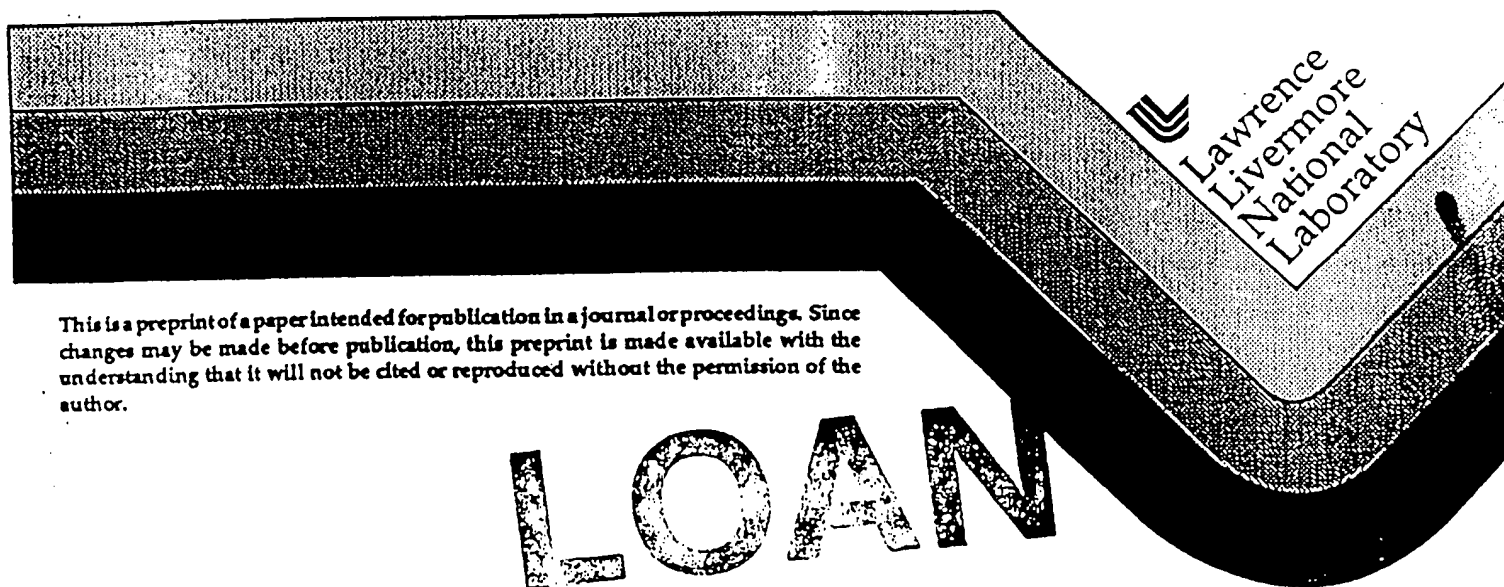 Lawrence
Livermore
National
Laboratory
This is a preprint of a paper intended for publication in a journal or proceedings. Since
changes may be made before publication, this preprint is made available with the
understanding that it will not be cited or reproduced without the permission of the
author.
LOAN